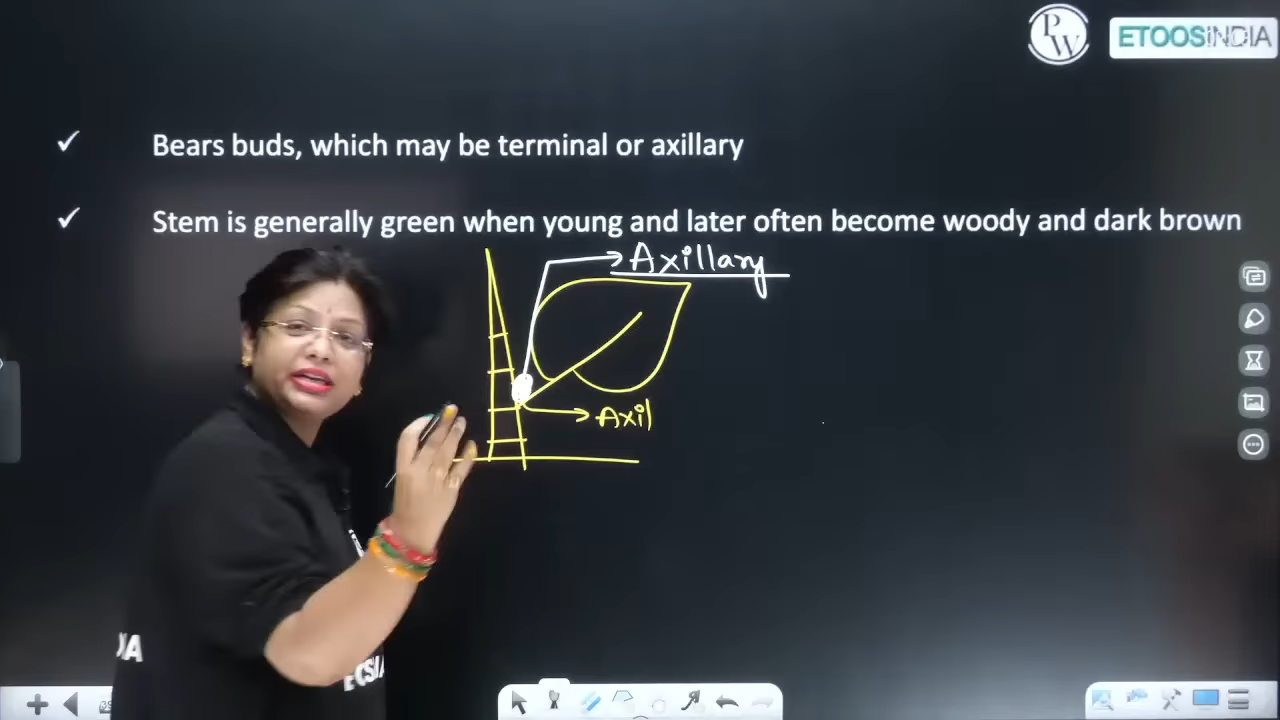 PW
ETOOSINDIA
✓ Bears buds, which may be terminal or axillary
✓ Stem is generally green when young and later often become woody and dark brown
Axillary
Axil